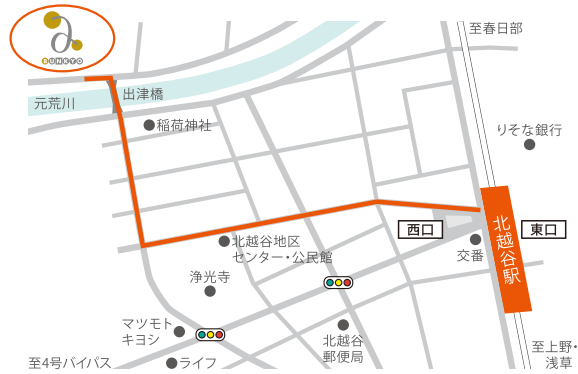 SUNKYO
至春日部
元荒川
出津橋
稲荷神社
りそな銀行
北越谷駅
西口
東口
北越谷地区
センター・公民館
交番
浄光寺
マツモト
キヨシ
北越谷
郵便局
至上野・
浅草
至4号バイパス
ライフ